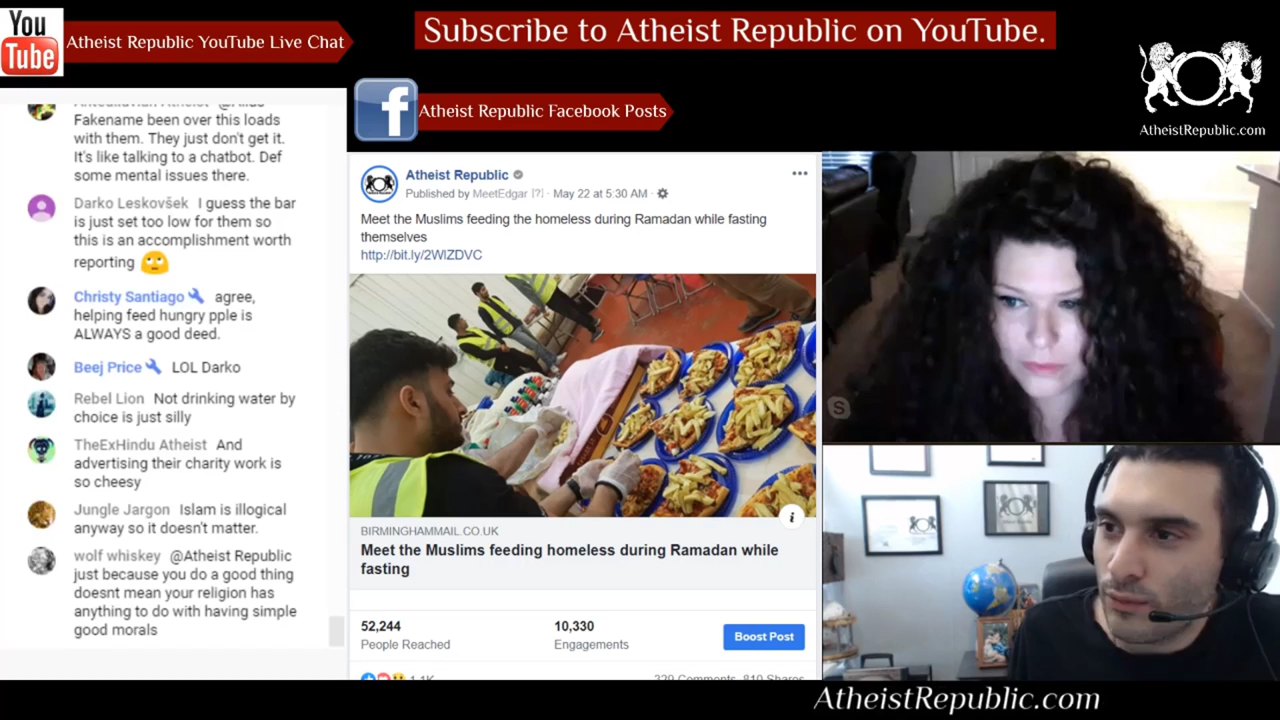 You
Tube
Atheist Republic YouTube Live Chat
Subscribe to Atheist Republic on YouTube.
AtheistRepublic.com
f
Atheist Republic Facebook Posts
Fakename been over this loads
with them. They just don't get it.
It's like talking to a chatbot. Def
some mental issues there.
Darko Leskovšek I guess the bar
is just set too low for them so
this is an accomplishment worth
reporting
Christy Santiago agree,
helping feed hungry pple is
ALWAYS a good deed.
Beej Price LOL Darko
Rebel Lion Not drinking water by
choice is just silly
TheExHindu Atheist And
advertising their charity work is
so cheesy
Jungle Jargon Islam is illogical
anyway so it doesn't matter.
wolf whiskey @Atheist Republic
just because you do a good thing
doesnt mean your religion has
anything to do with having simple
good morals
Atheist Republic
Published by MeetEdgar [?] · May 22 at 5:30 AM ·
Meet the Muslims feeding the homeless during Ramadan while fasting
themselves
http://bit.ly/2WIZDVC
i
BIRMINGHAMMAIL.CO.UK
Meet the Muslims feeding homeless during Ramadan while
fasting
52,244
People Reached
10,330
Engagements
Boost Post
1.1K
Comments
Shares
S
AtheistRepublic.com